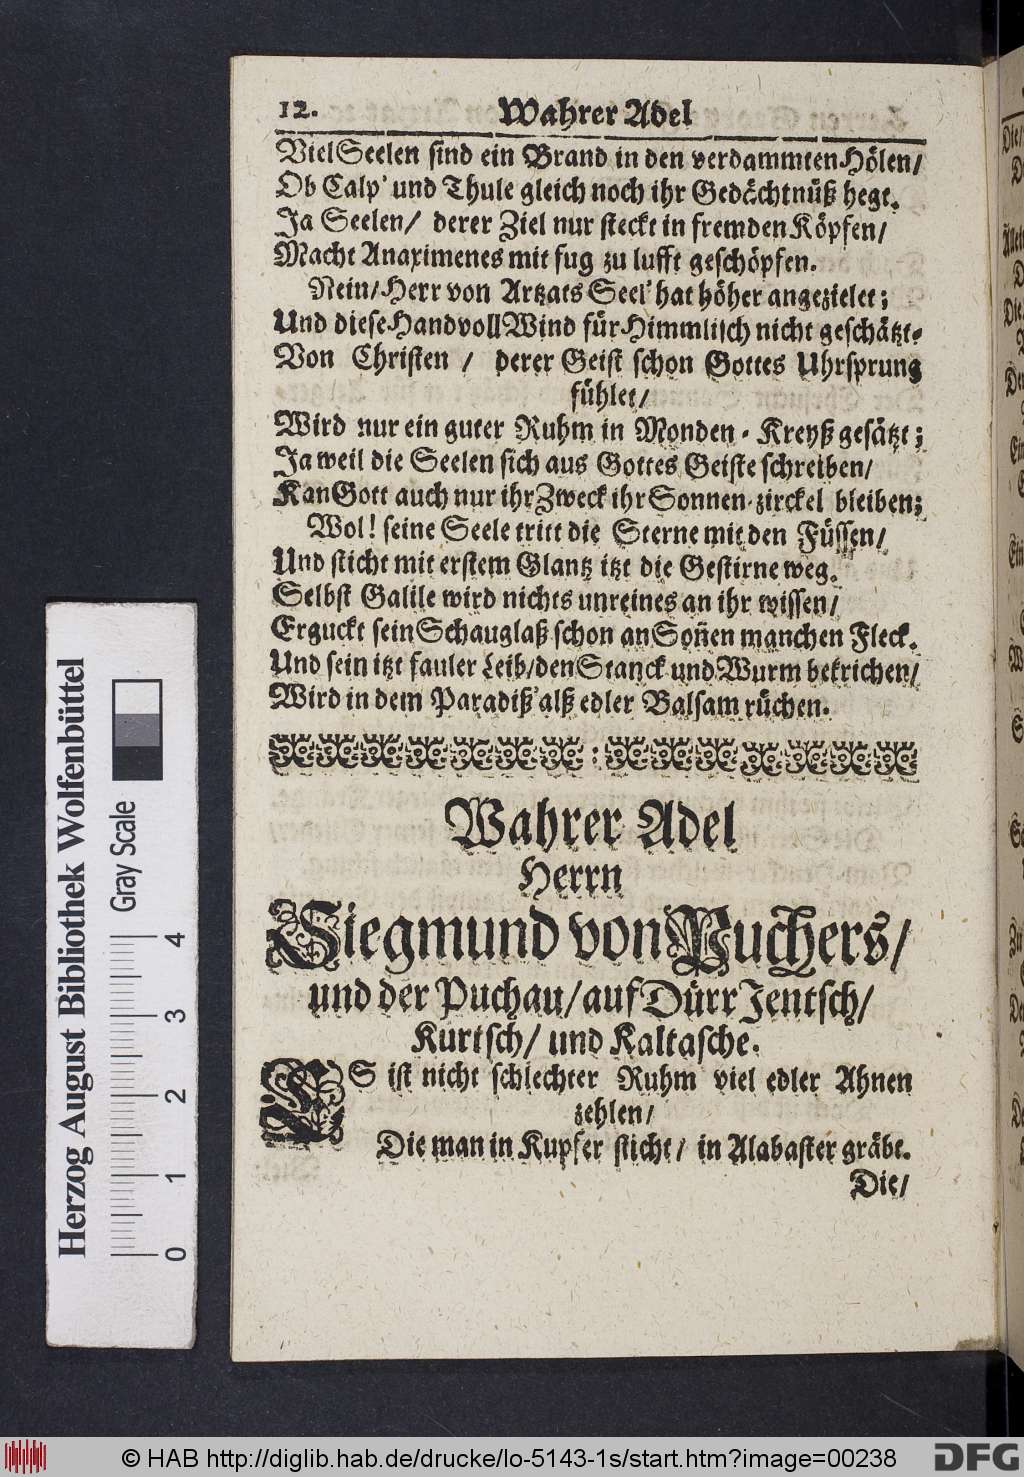 12. Wahrer Adel
Viel Seelen sind ein Brand in den verdammten Hölen/
Ob Calp' und Thule gleich noch ihr Gedächtnüß hegt.
Ja Seelen/ derer Ziel nur steckt in fremden Köpfen/
Macht Anaximenes mit fug zu lufft geschöpfen.
Nein/ Herr von Artzats Seel' hat höher angezielet;
Und diese Handvoll Wind für Himmlisch nicht geschätzt.
Von Christen / derer Geist schon Gottes Uhrsprung
fühlet/
Wird nur ein guter Ruhm in Monden-Kreyß gesätzt;
Ja weil die Seelen sich aus Gottes Geiste schreiben/
Kan Gott auch nur ihr Zweck ihr Sonnen-zirckel bleiben;
Wol! seine Seele tritt die Sterne mit den Füssen/
Und sticht mit erstem Glantz itzt die Gestirne weg.
Selbst Galile wird nichts unreines an ihr wissen/
Erguckt sein Schauglaß schon an Soñen manchen Fleck.
Und sein itzt fauler Leib/ den Stanck und Wurm bekrichen/
Wird in dem Paradiß' alß edler Balsam rüchen.
Wahrer Adel
Herrn
Siegmund von Puchers/
und der Puchau/ auf Dürr Jentsch/
Kurtsch/ und Kaltasche.
ES ist nicht schlechter Ruhm viel edler Ahnen
zehlen/
Die man in Kupfer sticht/ in Alabaster gräbt.
Die/
Herzog August Bibliothek Wolfenbüttel
Gray Scale
0 1 2 3 4
© HAB http://diglib.hab.de/drucke/lo-5143-1s/start.htm?image=00238
DFG